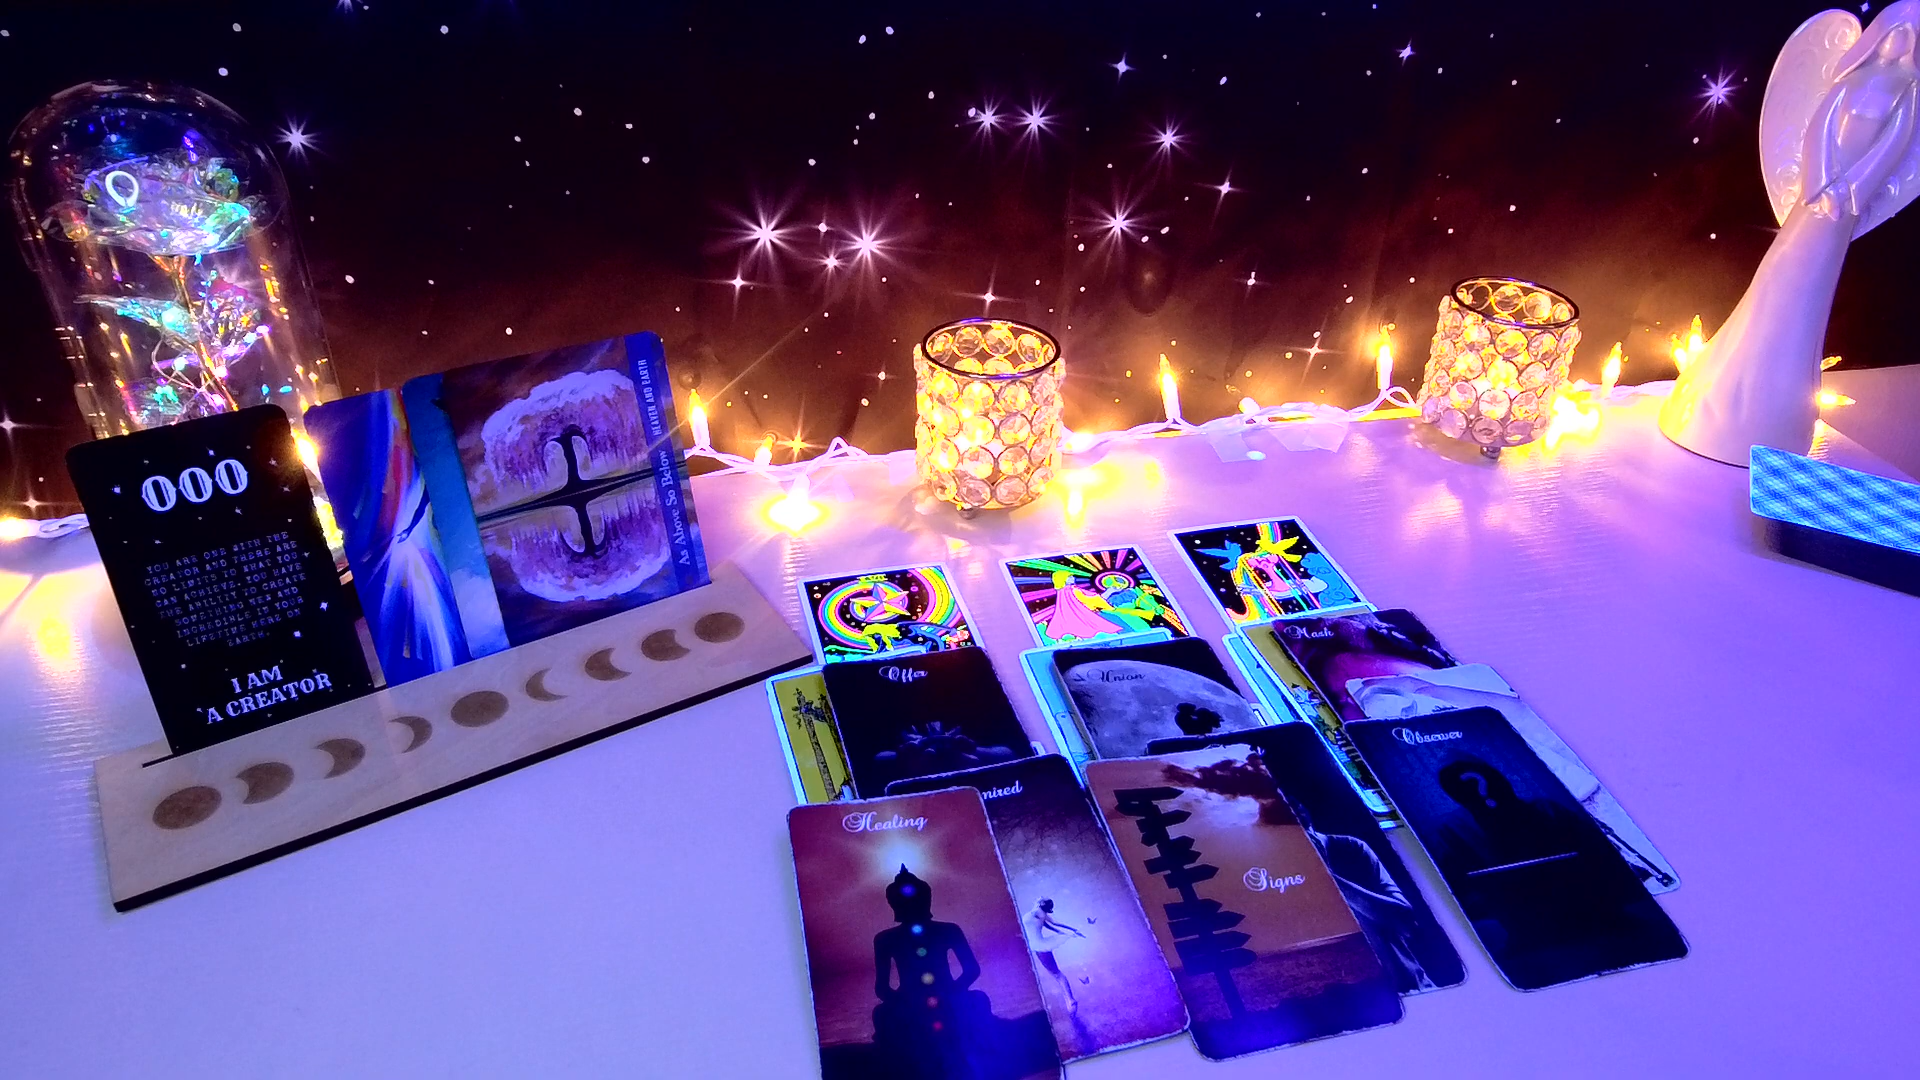 000
YOU ARE ONE WITH THE
CREATOR AND THERE ARE
NO LIMITS TO WHAT YOU
CAN ACHIEVE. YOU HAVE
THE ABILITY TO CREATE
SOMETHING NEW AND
INCREDIBLE IN YOUR
LIFETIME HERE ON
EARTH.
I AM
A CREATOR
As Above So Below
HEAVEN AND EARTH
Offer
Union
Mask
Healing
Signs
Observer